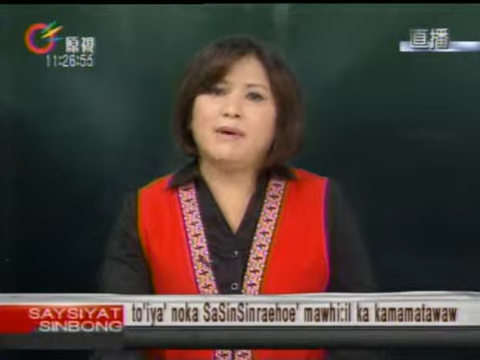 原視
直播
11:26:55
SAYSIYAT
SINBONG
to'iya' noka SaSinSinraehoe' mawhi:il ka kamamatawaw